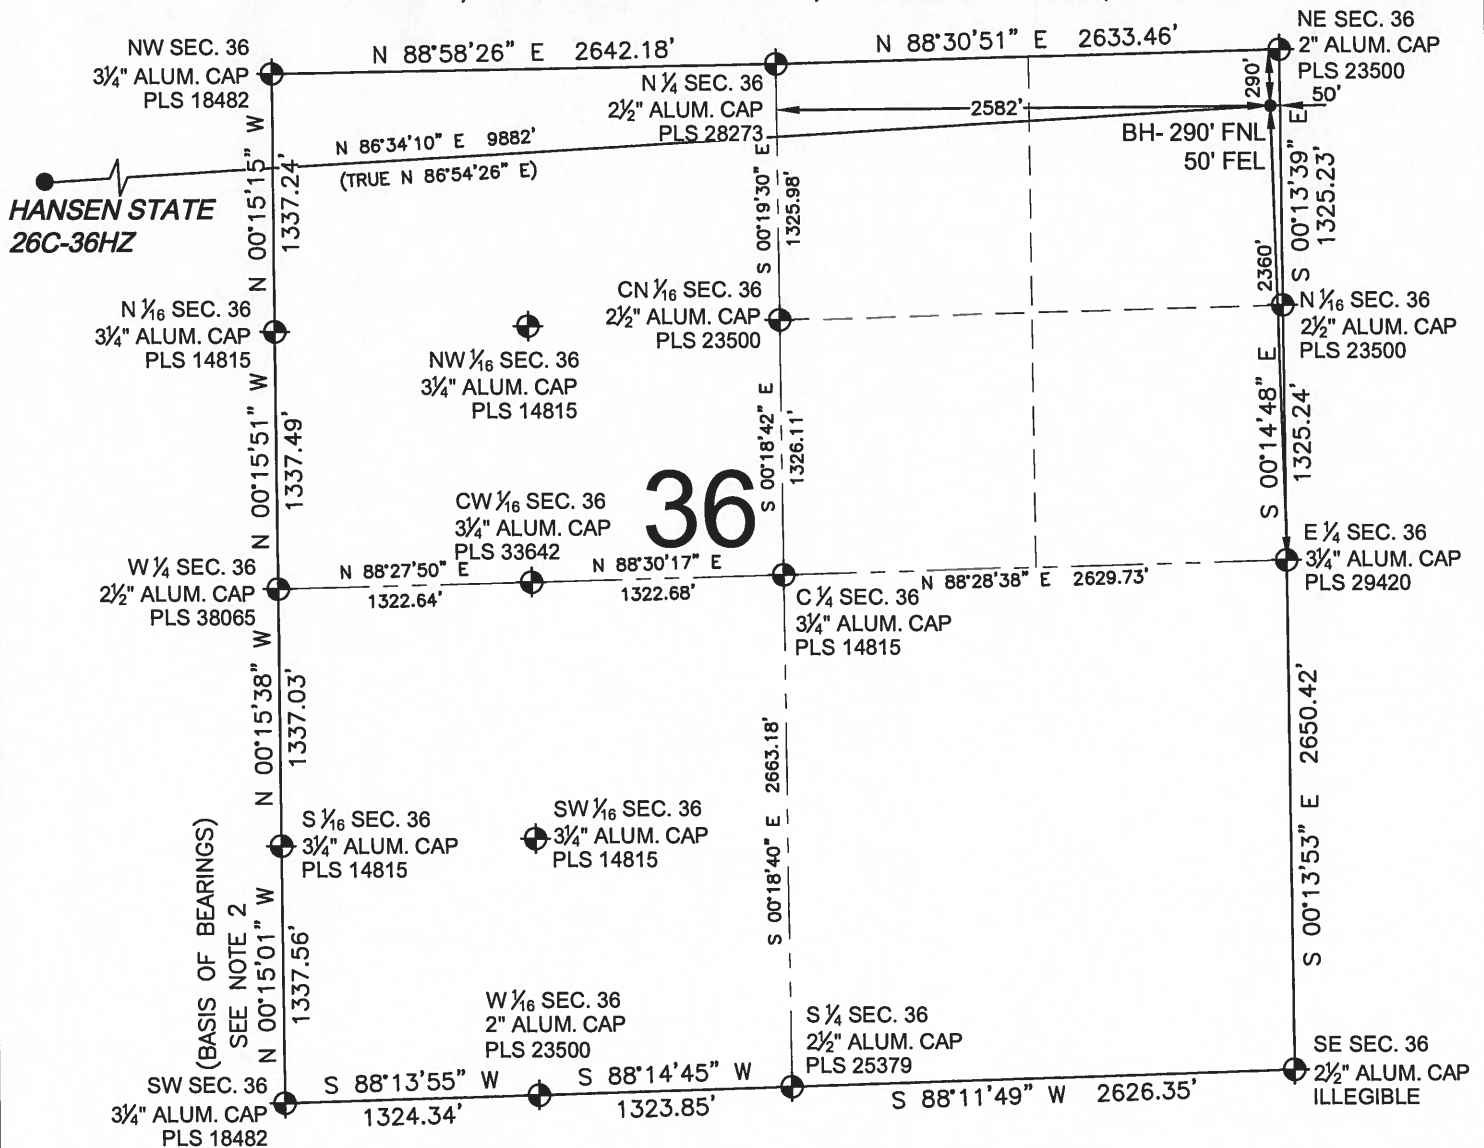 NW SEC. 36
3¼" ALUM. CAP
PLS 18482
N 88°58'26" E 2642.18'
N ¼ SEC. 36
2½" ALUM. CAP
PLS 28273
N 88°30'51" E 2633.46'
NE SEC. 36
2" ALUM. CAP
PLS 23500
290'
50'
2582'
BH- 290' FNL
50' FEL
N 86°34'10" E 9882'
(TRUE N 86°54'26" E)
HANSEN STATE
26C-36HZ
N 00°15'15" W
1337.24'
S 00°19'30" E
1325.98'
S 00°13'39" E
1325.23'
2360'
N 1/16 SEC. 36
3¼" ALUM. CAP
PLS 14815
NW 1/16 SEC. 36
3¼" ALUM. CAP
PLS 14815
CN 1/16 SEC. 36
2½" ALUM. CAP
PLS 23500
N 1/16 SEC. 36
2½" ALUM. CAP
PLS 23500
N 00°15'51" W
1337.49'
S 00°18'42" E
1326.11'
S 00°14'48" E
1325.24'
36
CW 1/16 SEC. 36
3¼" ALUM. CAP
PLS 33642
W ¼ SEC. 36
2½" ALUM. CAP
PLS 38065
N 88°27'50" E
1322.64'
N 88°30'17" E
1322.68'
C ¼ SEC. 36
3¼" ALUM. CAP
PLS 14815
N 88°28'38" E 2629.73'
E ¼ SEC. 36
3¼" ALUM. CAP
PLS 29420
N 00°15'38" W
1337.03'
S 00°18'40" E 2663.18'
S 00°13'53" E 2650.42'
S 1/16 SEC. 36
3¼" ALUM. CAP
PLS 14815
SW 1/16 SEC. 36
3¼" ALUM. CAP
PLS 14815
(BASIS OF BEARINGS)
SEE NOTE 2
N 00°15'01" W
1337.56'
W 1/16 SEC. 36
2" ALUM. CAP
PLS 23500
S ¼ SEC. 36
2½" ALUM. CAP
PLS 25379
SE SEC. 36
2½" ALUM. CAP
ILLEGIBLE
SW SEC. 36
3¼" ALUM. CAP
PLS 18482
S 88°13'55" W
1324.34'
S 88°14'45" W
1323.85'
S 88°11'49" W 2626.35'